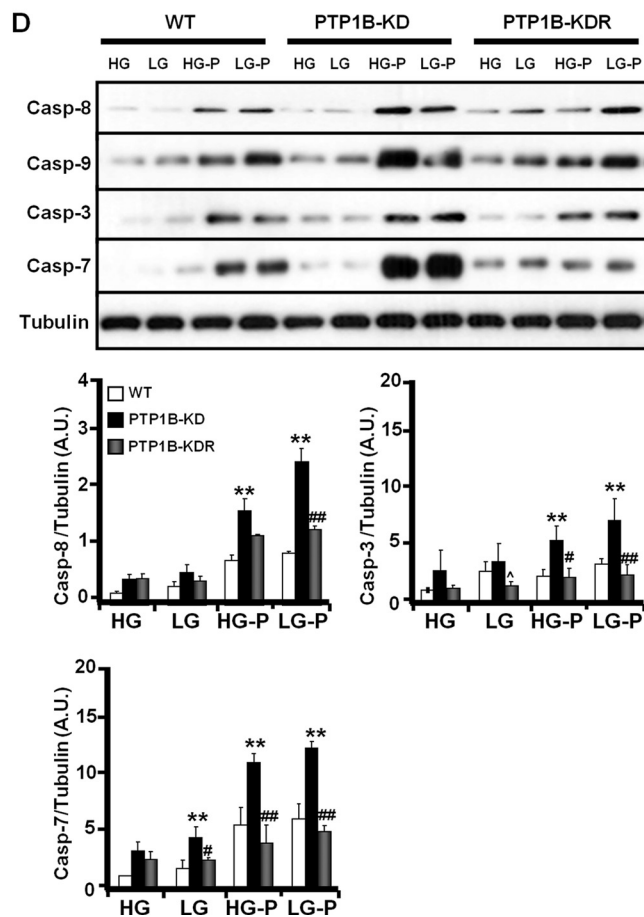 D
WT PTP1B-KD PTP1B-KDR
HG LG HG-P LG-P HG LG HG-P LG-P HG LG HG-P LG-P
Casp-8
Casp-9
Casp-3
Casp-7
Tubulin
Casp-8/Tubulin (A.U.)
4
3
2
1
0
WT
PTP1B-KD
PTP1B-KDR
**
**
##
HG LG HG-P LG-P
Casp-3/Tubulin (A.U.)
20
15
10
5
0
^
**
#
**
##
HG LG HG-P LG-P
Casp-7/Tubulin (A.U.)
20
15
10
5
0
**
#
**
##
**
##
HG LG HG-P LG-P